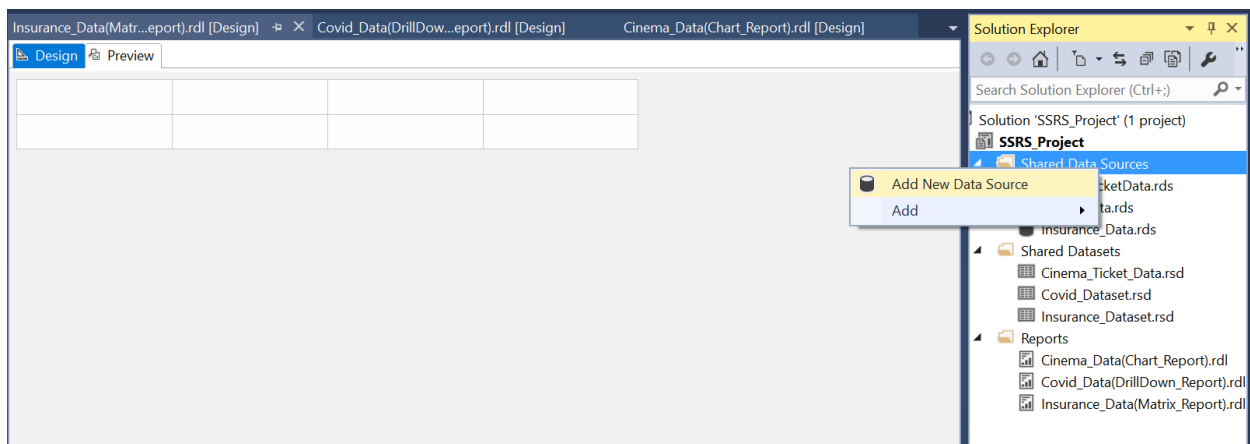 Insurance_Data(Matr...eport).rdl [Design]
Covid_Data(DrillDow...eport).rdl [Design]
Cinema_Data(Chart_Report).rdl [Design]
Design
Preview
Solution Explorer
Search Solution Explorer (Ctrl+;)
Solution 'SSRS_Project' (1 project)
SSRS_Project
Shared Data Sources
Add New Data Source
Add
cketData.rds
ta.rds
Insurance_Data.rds
Shared Datasets
Cinema_Ticket_Data.rsd
Covid_Dataset.rsd
Insurance_Dataset.rsd
Reports
Cinema_Data(Chart_Report).rdl
Covid_Data(DrillDown_Report).rdl
Insurance_Data(Matrix_Report).rdl